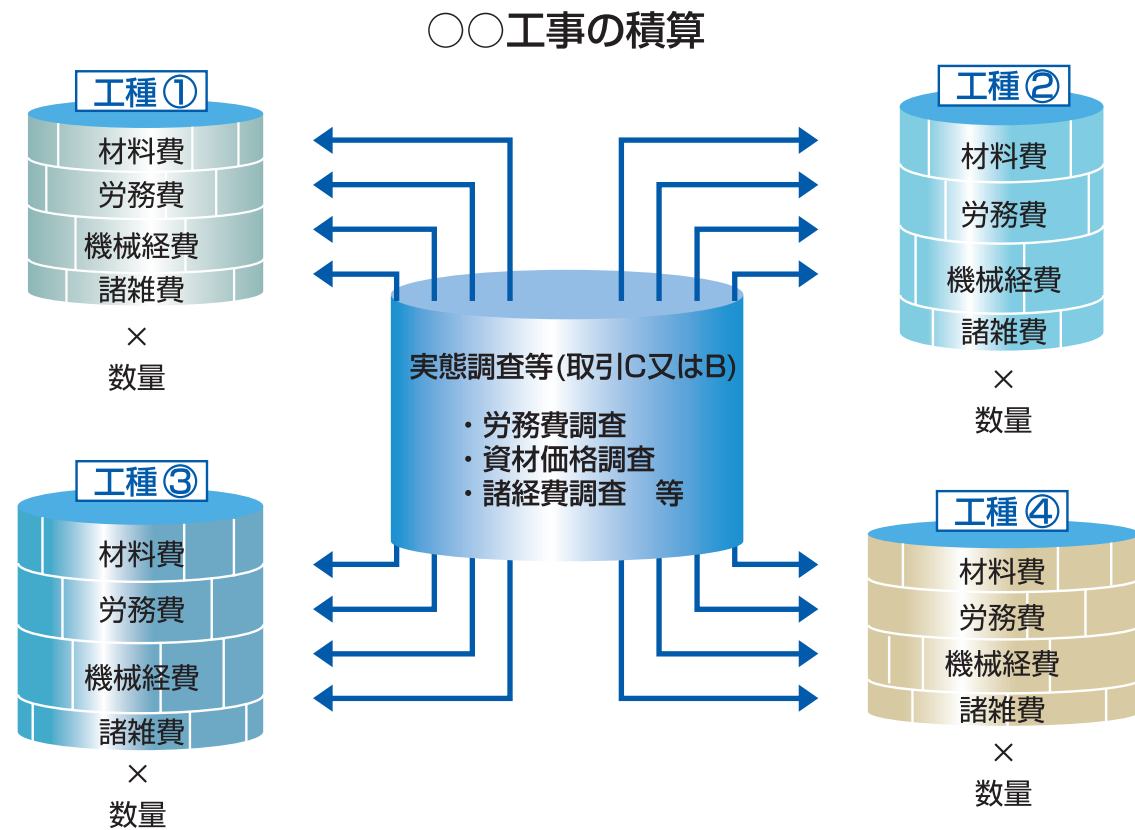 ○○工事の積算
工種①
材料費
労務費
機械経費
諸雑費
×
数量
工種②
材料費
労務費
機械経費
諸雑費
×
数量
実態調査等(取引C又はB)
・労務費調査
・資材価格調査
・諸経費調査　等
工種③
材料費
労務費
機械経費
諸雑費
×
数量
工種④
材料費
労務費
機械経費
諸雑費
×
数量